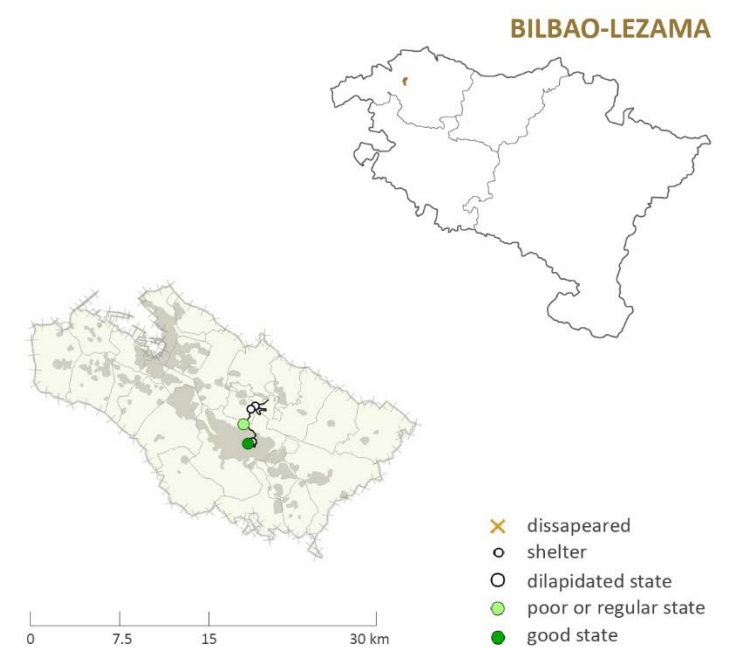 BILBAO-LEZAMA
dissapeared
shelter
dilapidated state
poor or regular state
good state
0 7.5 15 30 km